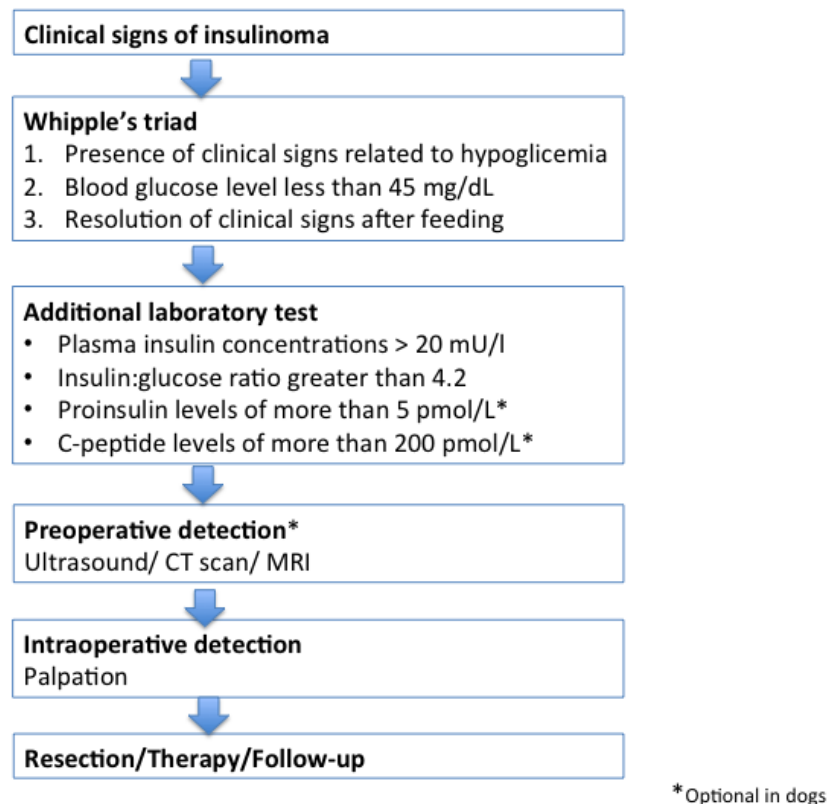 Clinical signs of insulinoma
Whipple's triad
1. Presence of clinical signs related to hypoglicemia
2. Blood glucose level less than 45 mg/dL
3. Resolution of clinical signs after feeding
Additional laboratory test
• Plasma insulin concentrations > 20 mU/l
• Insulin:glucose ratio greater than 4.2
• Proinsulin levels of more than 5 pmol/L*
• C-peptide levels of more than 200 pmol/L*
Preoperative detection*
Ultrasound/ CT scan/ MRI
Intraoperative detection
Palpation
Resection/Therapy/Follow-up
*Optional in dogs